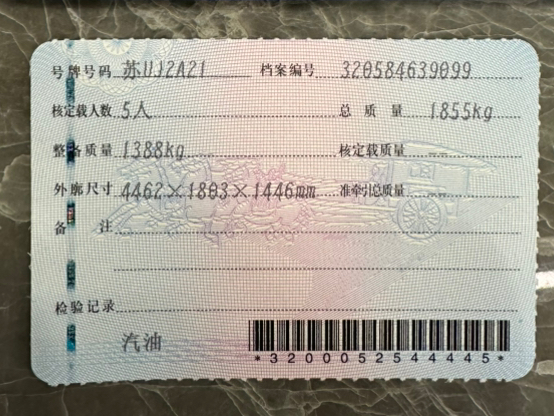 号牌号码 苏UJ2A21 档案编号 320584639099
核定载人数 5人 总质量 1855kg
整备质量 1388kg 核定载质量 --
外廓尺寸 4462×1803×1446mm 准牵引总质量 --
备注
检验记录
汽油
*3200052544445*